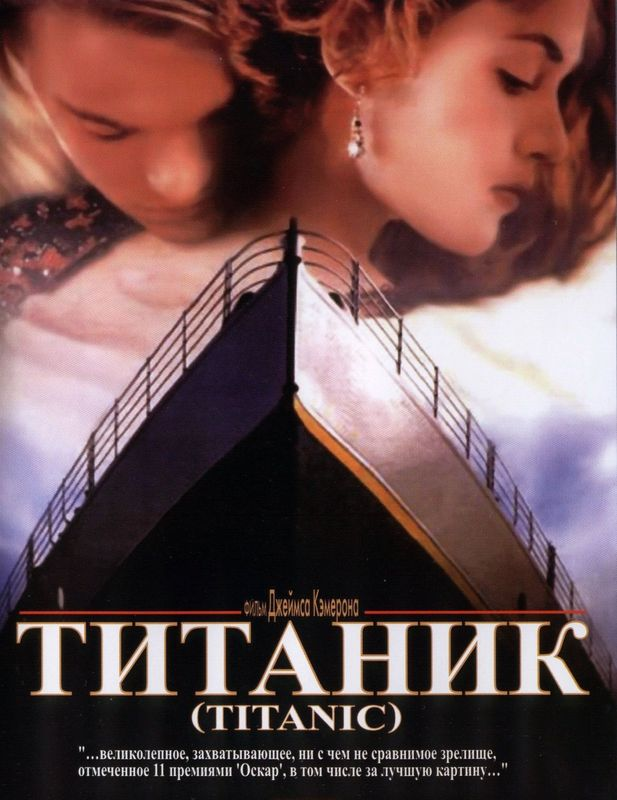 ФИЛЬМ Джеймса Кэмерона
ТИТАНИК
(TITANIC)
"...великолепное, захватывающее, ни с чем не сравнимое зрелище,
отмеченное 11 премиями 'Оскар', в том числе за лучшую картину..."